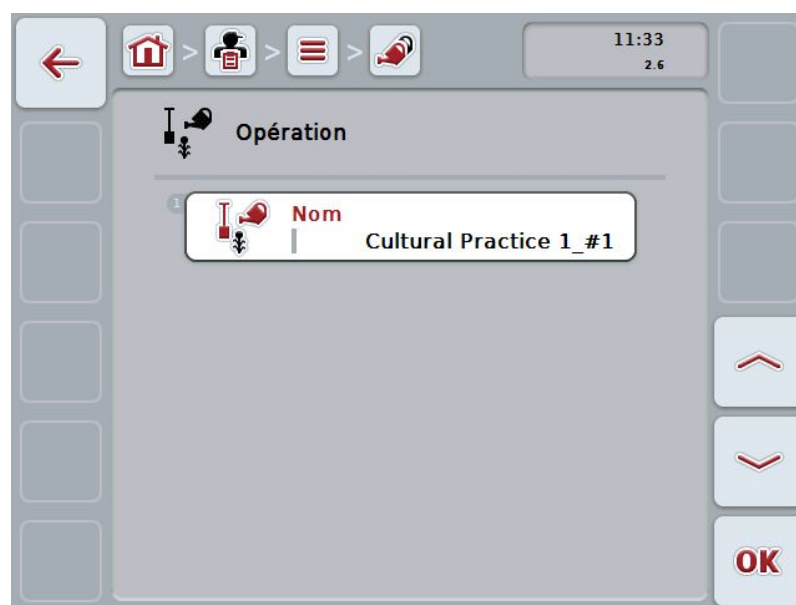 > > >
11:33
2.6
Opération
1
Nom
Cultural Practice 1_#1
OK